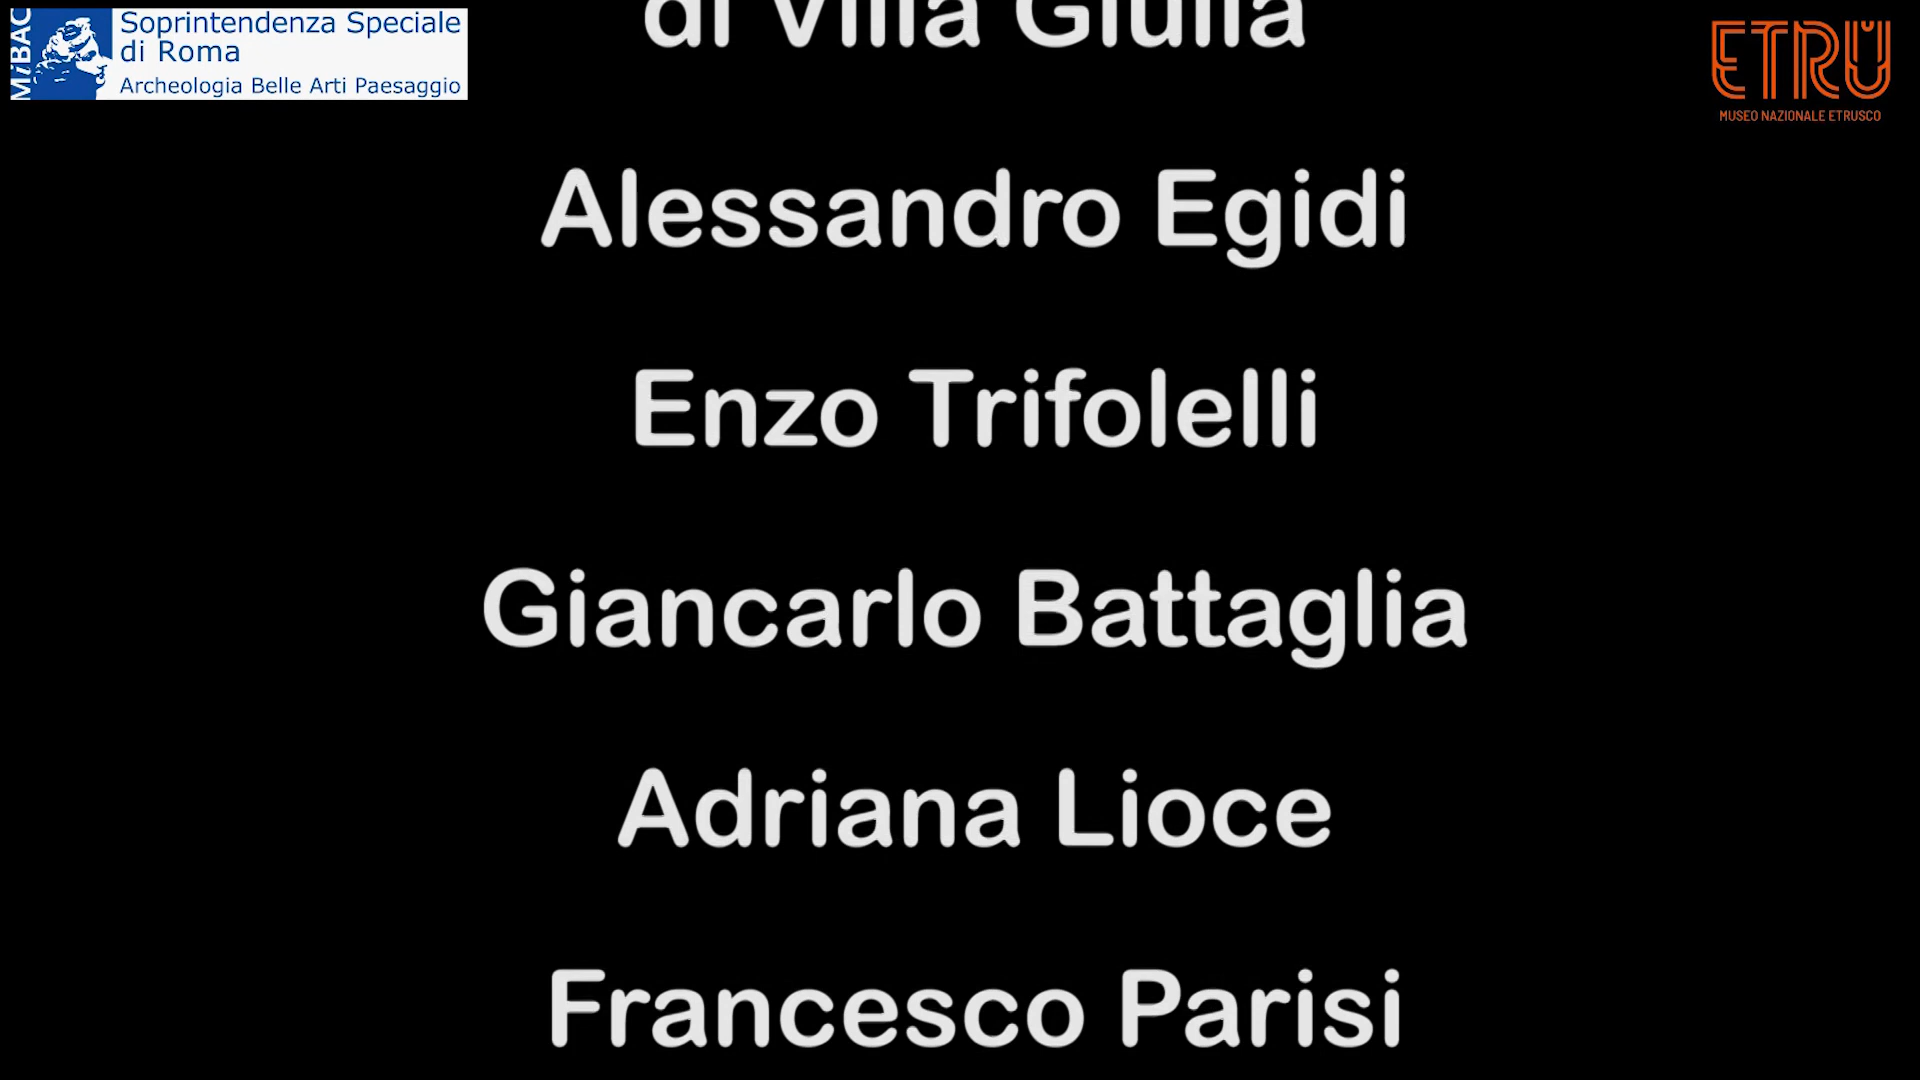 di Villa Giulia
MiBAC
Soprintendenza Speciale
di Roma
Archeologia Belle Arti Paesaggio
ETRU
MUSEO NAZIONALE ETRUSCO
Alessandro Egidi
Enzo Trifolelli
Giancarlo Battaglia
Adriana Lioce
Francesco Parisi